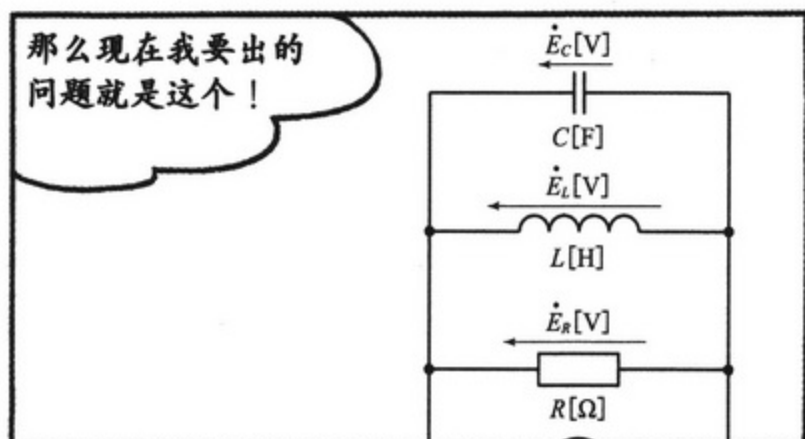 那么现在我要出的
问题就是这个！
Ė_C[V]
C[F]
Ė_L[V]
L[H]
Ė_R[V]
R[Ω]